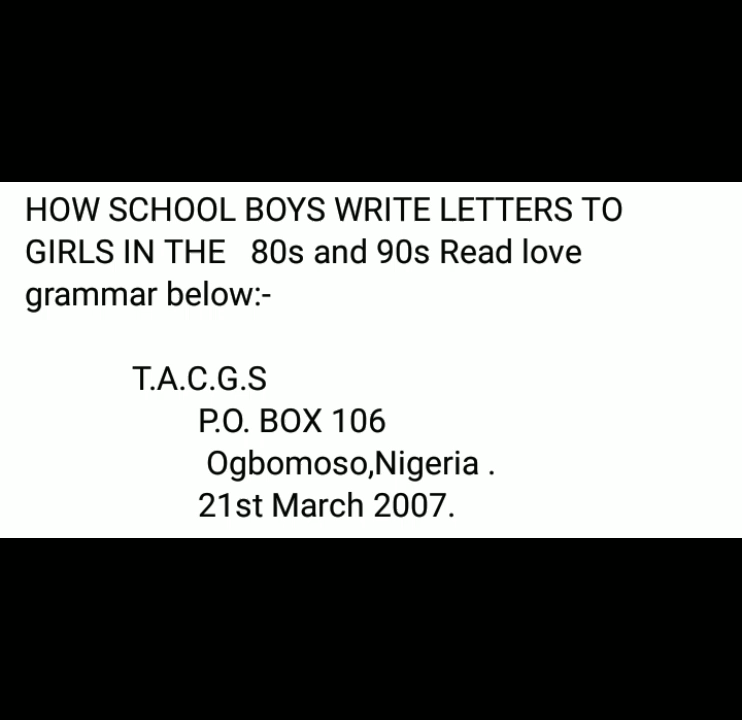 HOW SCHOOL BOYS WRITE LETTERS TO
GIRLS IN THE   80s and 90s Read love
grammar below:-
T.A.C.G.S
P.O. BOX 106
Ogbomoso,Nigeria .
21st March 2007.